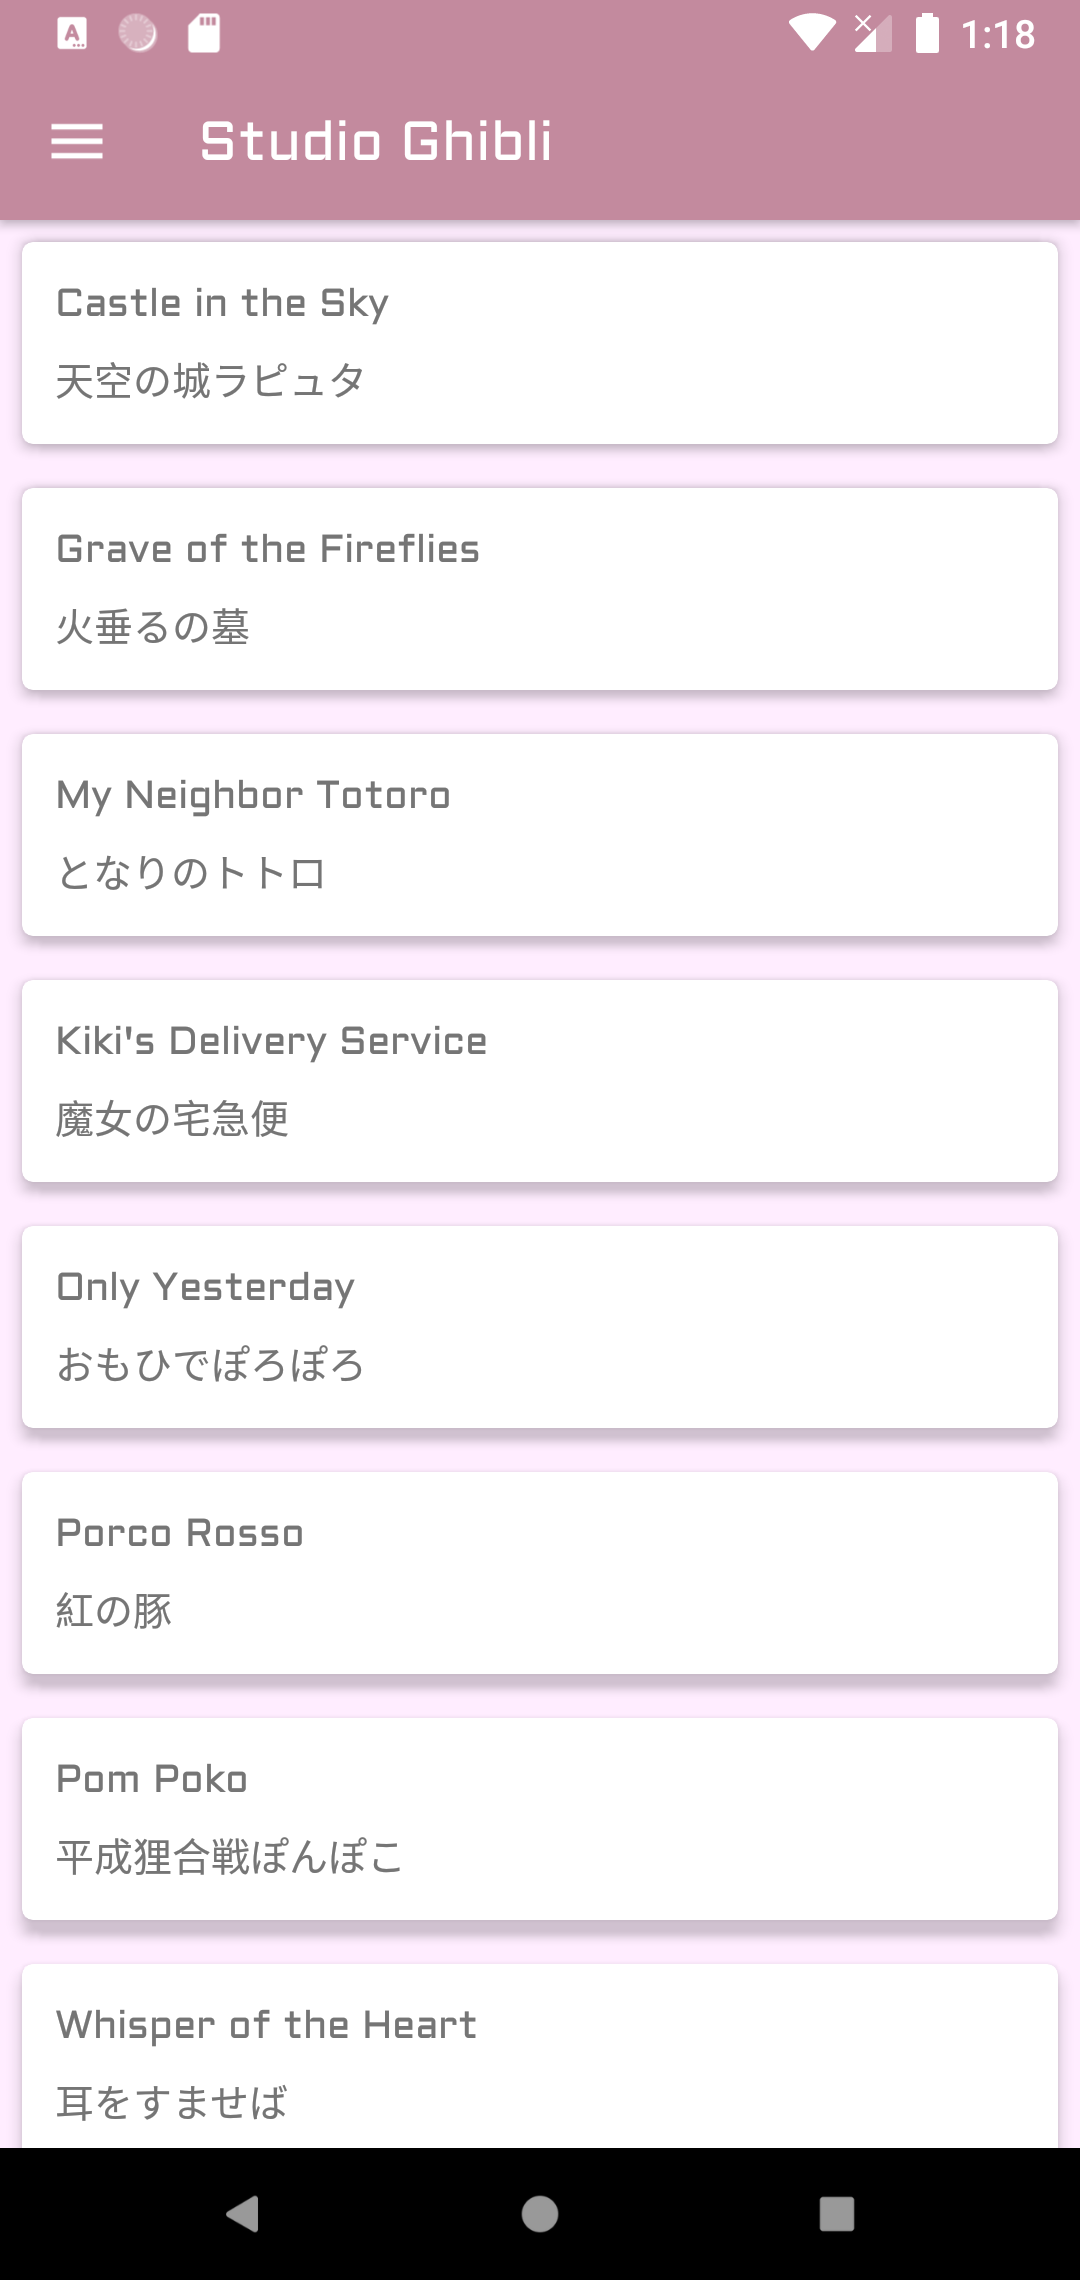 1:18
Studio Ghibli
Castle in the Sky
天空の城ラピュタ
Grave of the Fireflies
火垂るの墓
My Neighbor Totoro
となりのトトロ
Kiki's Delivery Service
魔女の宅急便
Only Yesterday
おもひでぽろぽろ
Porco Rosso
紅の豚
Pom Poko
平成狸合戦ぽんぽこ
Whisper of the Heart
耳をすませば